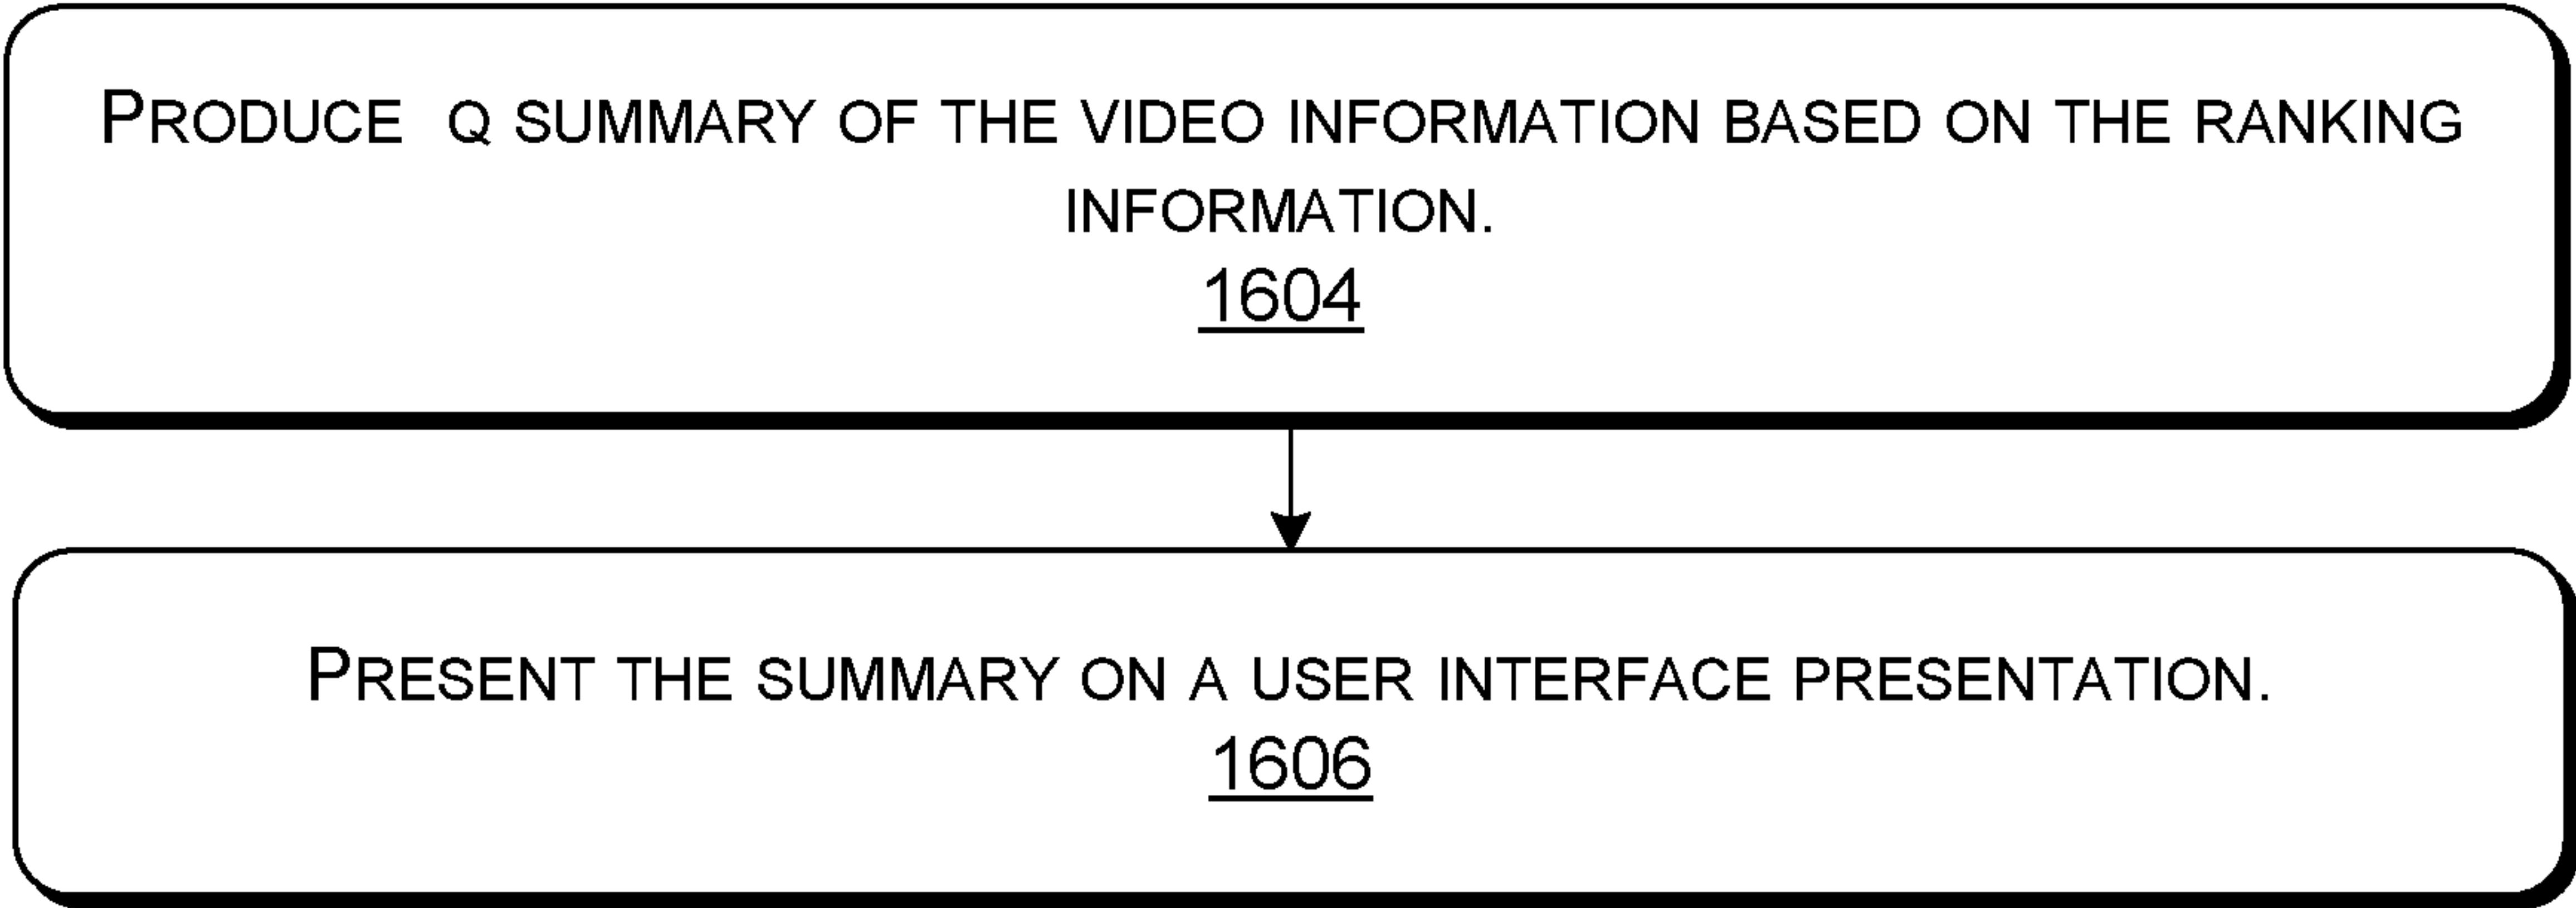 PRODUCE Q SUMMARY OF THE VIDEO INFORMATION BASED ON THE RANKING
INFORMATION.
1604
PRESENT THE SUMMARY ON A USER INTERFACE PRESENTATION.
1606